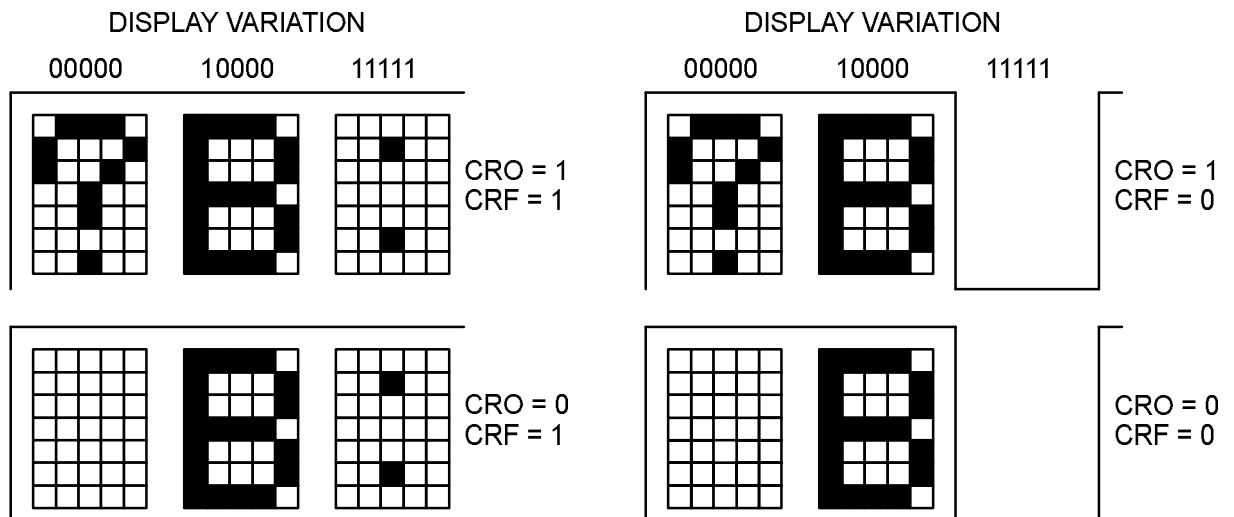 DISPLAY VARIATION
00000 10000 11111
CRO = 1
CRF = 1
CRO = 0
CRF = 1
DISPLAY VARIATION
00000 10000 11111
CRO = 1
CRF = 0
CRO = 0
CRF = 0